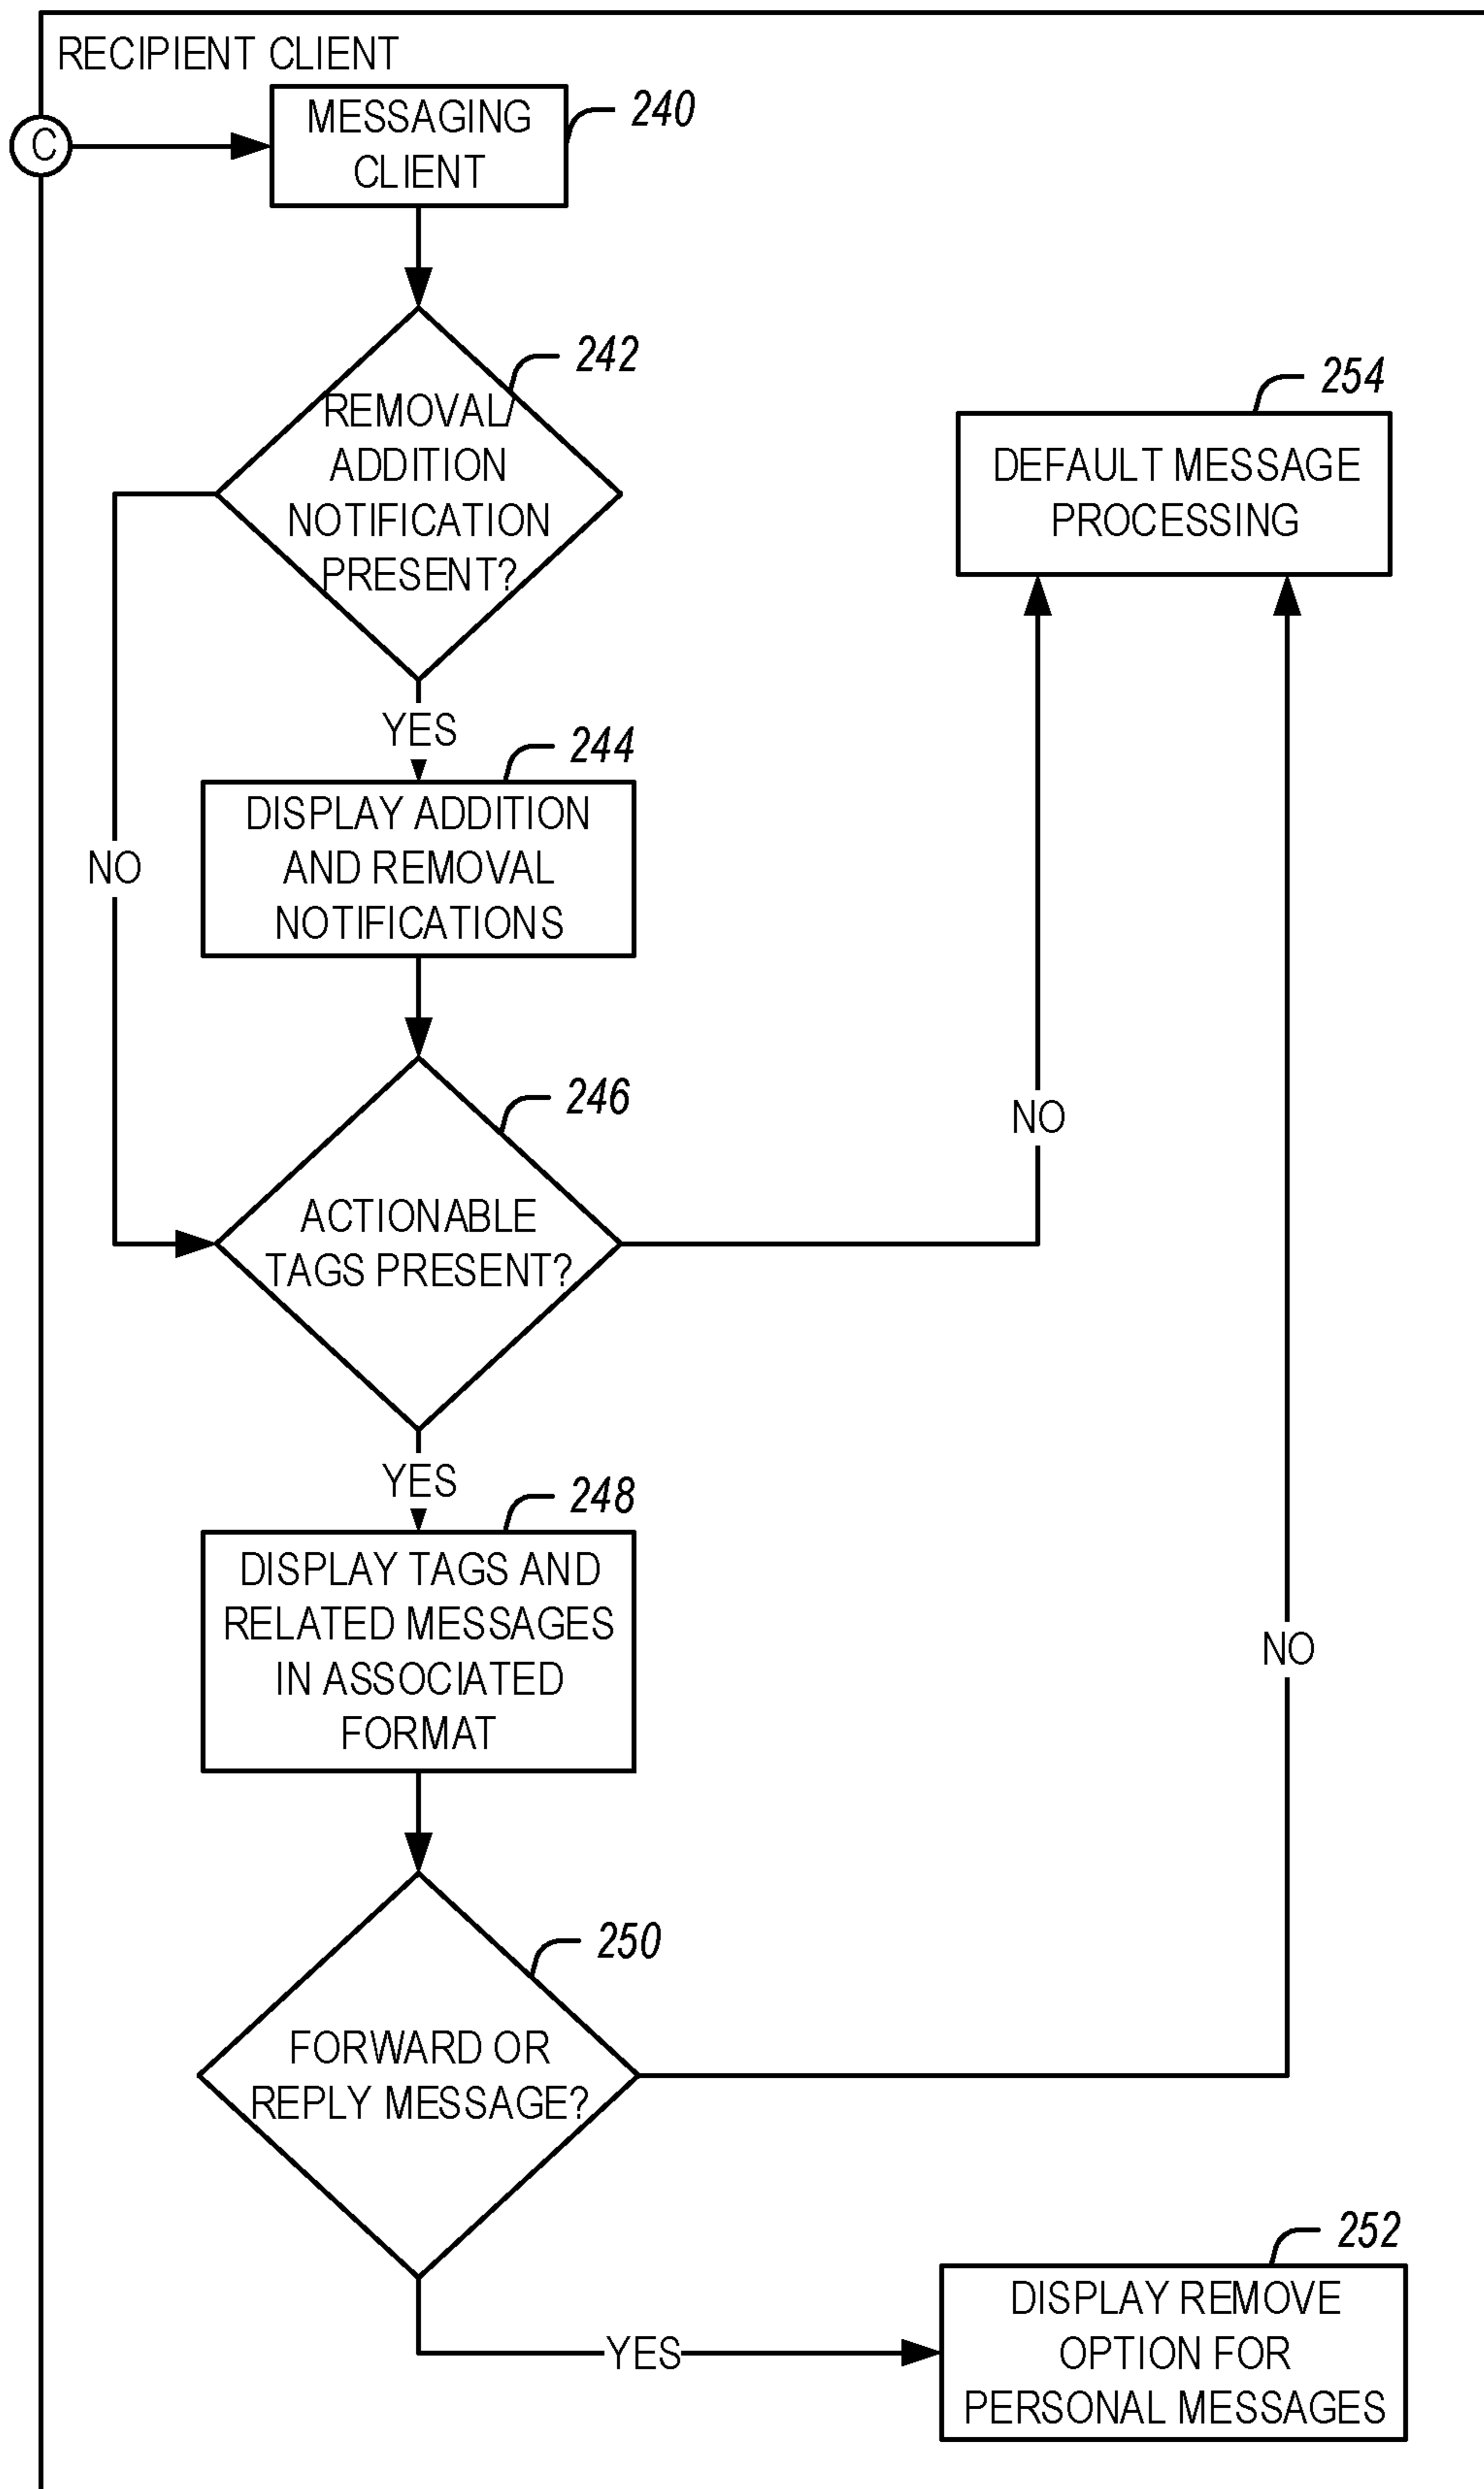 RECIPIENT CLIENT
C
MESSAGING
CLIENT
240
REMOVAL/
ADDITION
NOTIFICATION
PRESENT?
242
254
DEFAULT MESSAGE
PROCESSING
YES
NO
244
DISPLAY ADDITION
AND REMOVAL
NOTIFICATIONS
246
ACTIONABLE
TAGS PRESENT?
NO
YES
248
DISPLAY TAGS AND
RELATED MESSAGES
IN ASSOCIATED
FORMAT
NO
250
FORWARD OR
REPLY MESSAGE?
YES
252
DISPLAY REMOVE
OPTION FOR
PERSONAL MESSAGES